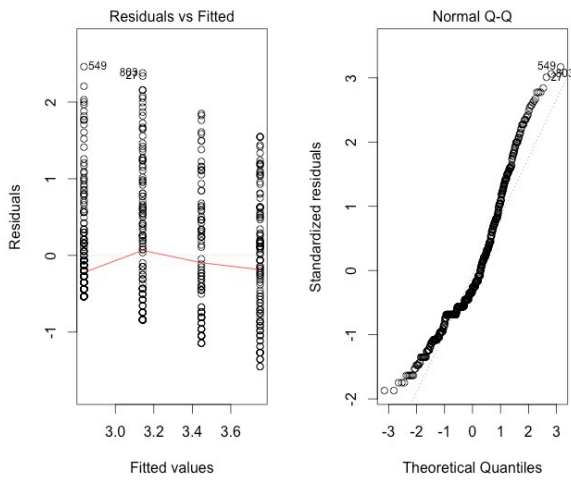 Residuals vs Fitted
Residuals
2
1
0
-1
549
803
27
3.0 3.2 3.4 3.6
Fitted values
Normal Q-Q
Standardized residuals
3
2
1
0
-1
-2
549
803
27
-3 -2 -1 0 1 2 3
Theoretical Quantiles